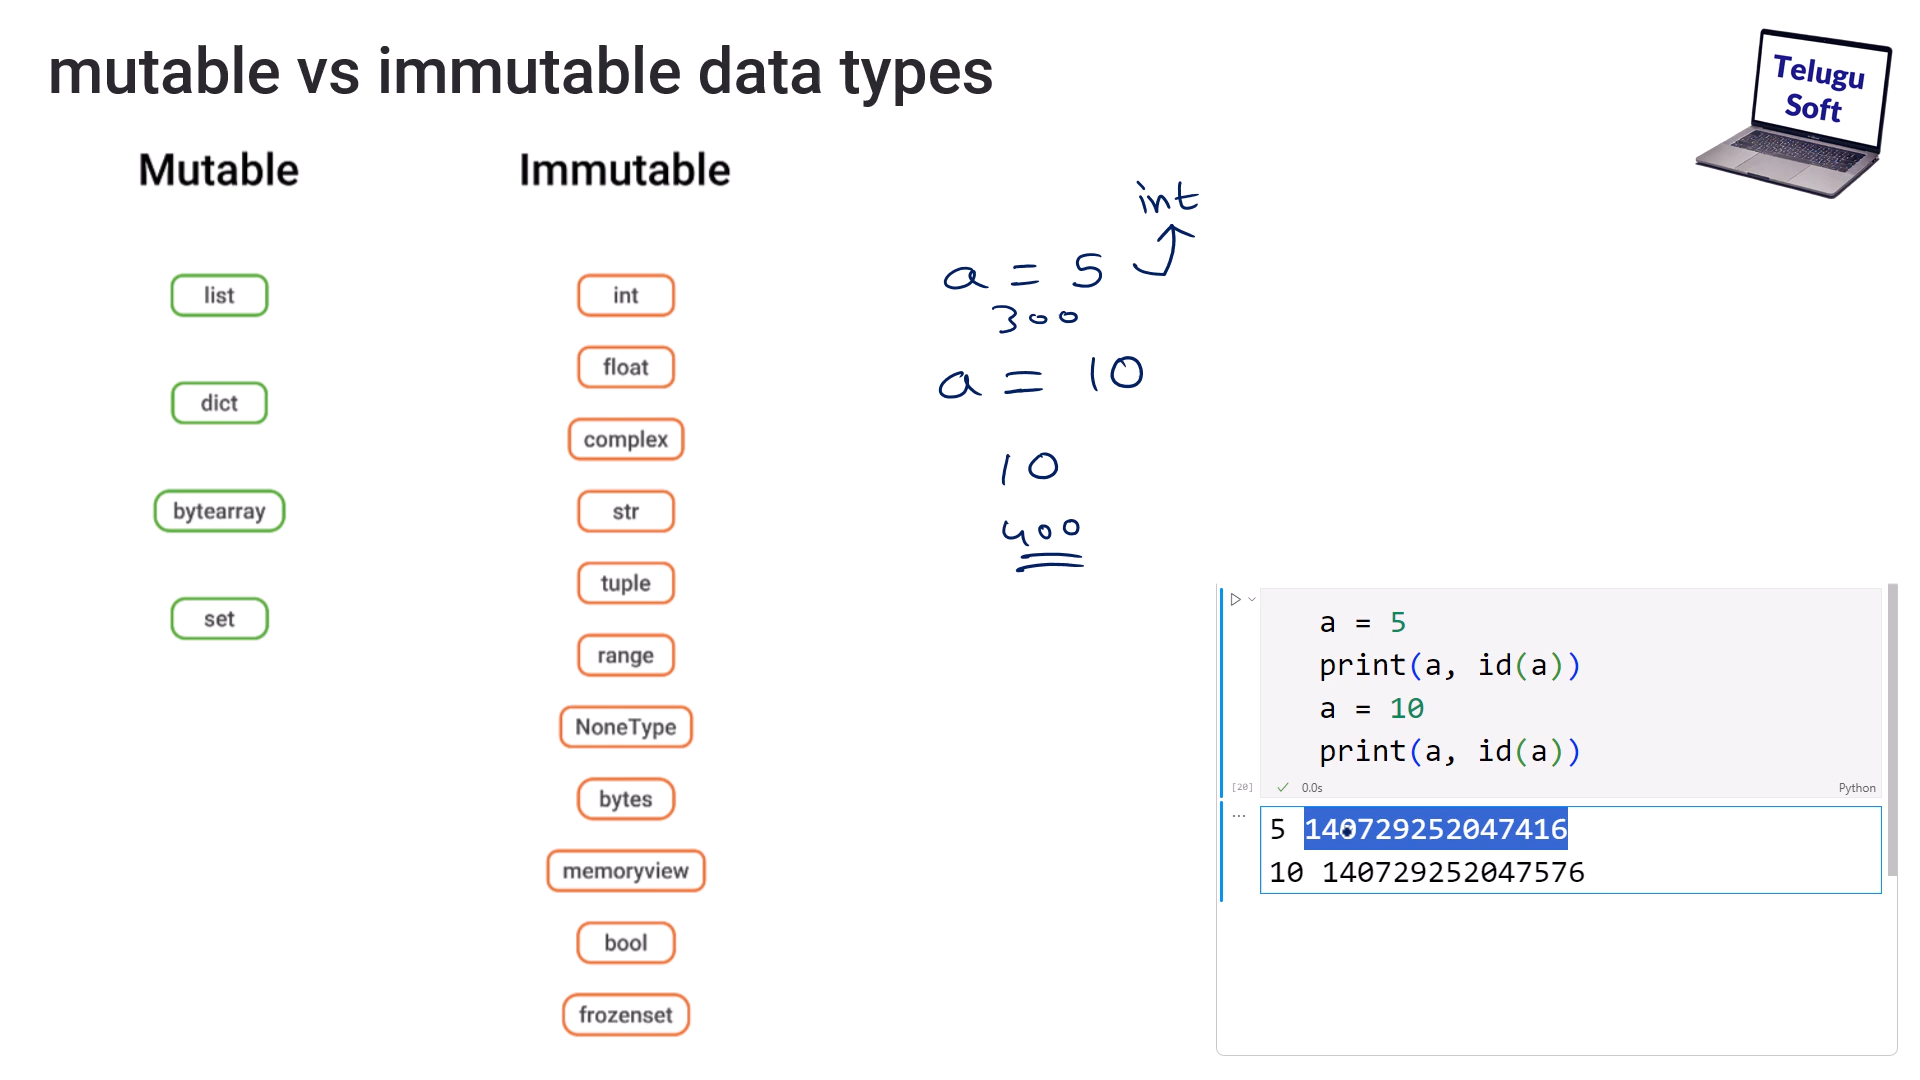 mutable vs immutable data types
Telugu
Soft
Mutable
Immutable
list
dict
bytearray
set
int
float
complex
str
tuple
range
NoneType
bytes
memoryview
bool
frozenset
int
a = 5
300
a = 10
10
400
a = 5
print(a, id(a))
a = 10
print(a, id(a))
[20] ✓ 0.0s Python
... 5 140729252047416
10 140729252047576